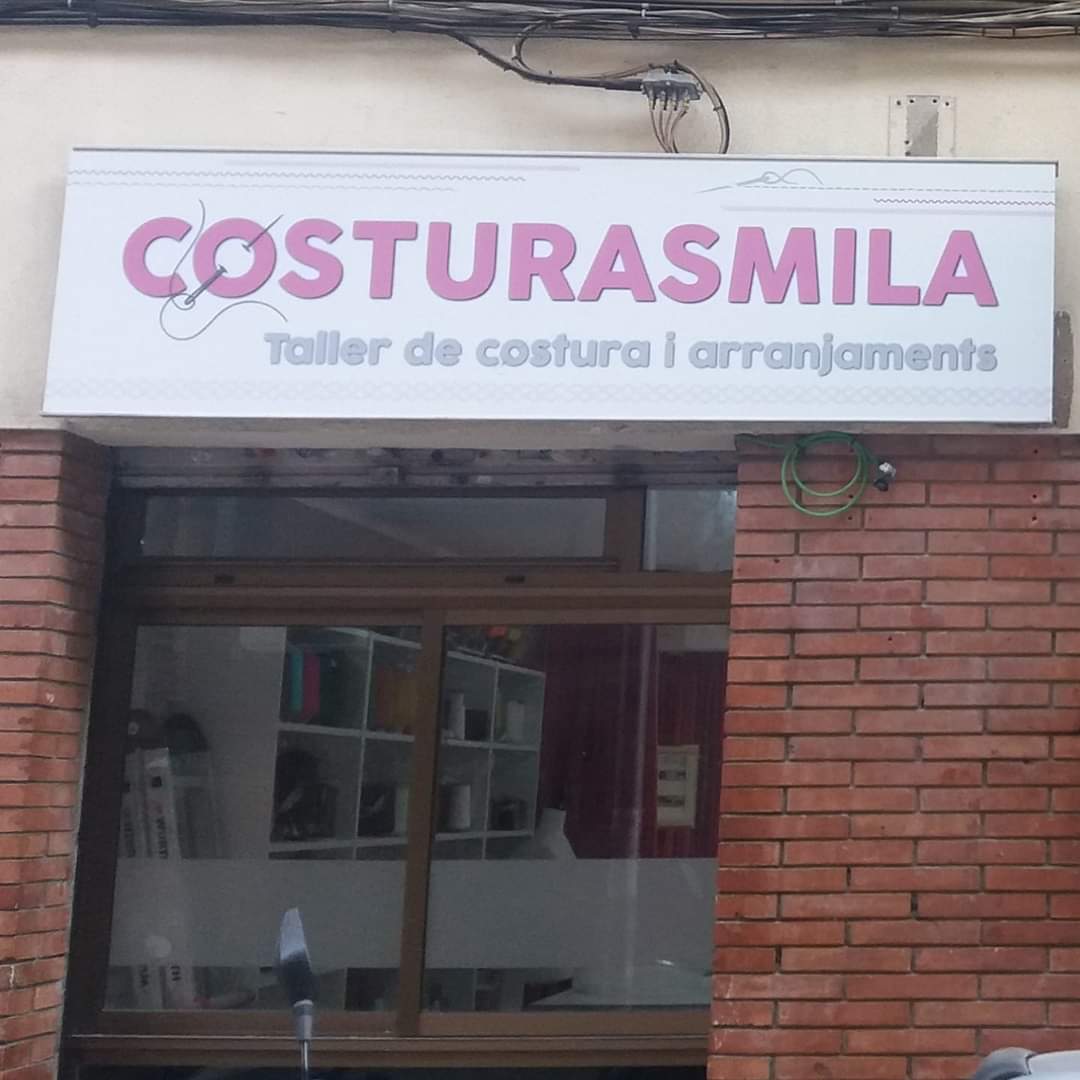 COSTURASMILA
Taller de costura i arranjaments